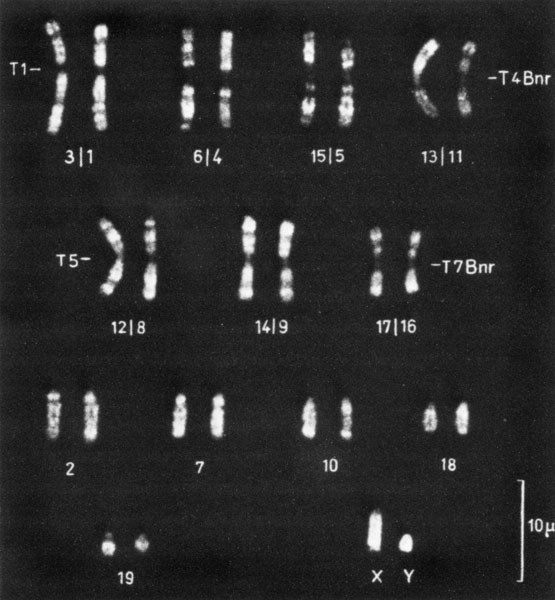 T1-
-T4Bnr
3|1 6|4 15|5 13|11
T5-
-T7Bnr
12|8 14|9 17|16
2 7 10 18
10μ
19 X Y